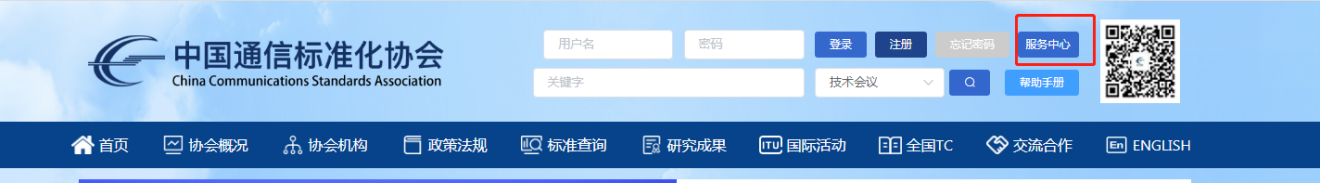 中国通信标准化协会
China Communications Standards Association
用户名 密码 登录 注册 忘记密码 服务中心
关键字 技术会议 帮助手册
首页 协会概况 协会机构 政策法规 标准查询 研究成果 ITU 国际活动 全国TC 交流合作 En ENGLISH